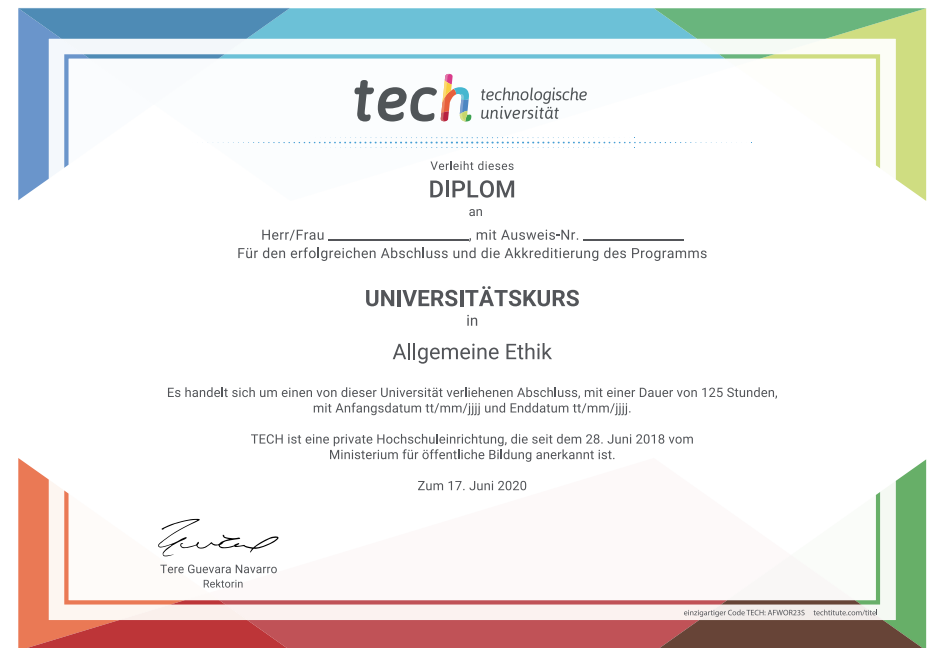 tech technologische
universität
Verleiht dieses
DIPLOM
an
Herr/Frau ____________________, mit Ausweis-Nr. ______________
Für den erfolgreichen Abschluss und die Akkreditierung des Programms
UNIVERSITÄTSKURS
in
Allgemeine Ethik
Es handelt sich um einen von dieser Universität verliehenen Abschluss, mit einer Dauer von 125 Stunden,
mit Anfangsdatum tt/mm/jjjj und Enddatum tt/mm/jjjj.
TECH ist eine private Hochschuleinrichtung, die seit dem 28. Juni 2018 vom
Ministerium für öffentliche Bildung anerkannt ist.
Zum 17. Juni 2020
Tere Guevara Navarro
Rektorin
einzigartiger Code TECH: AFWOR23S techtitute.com/titel